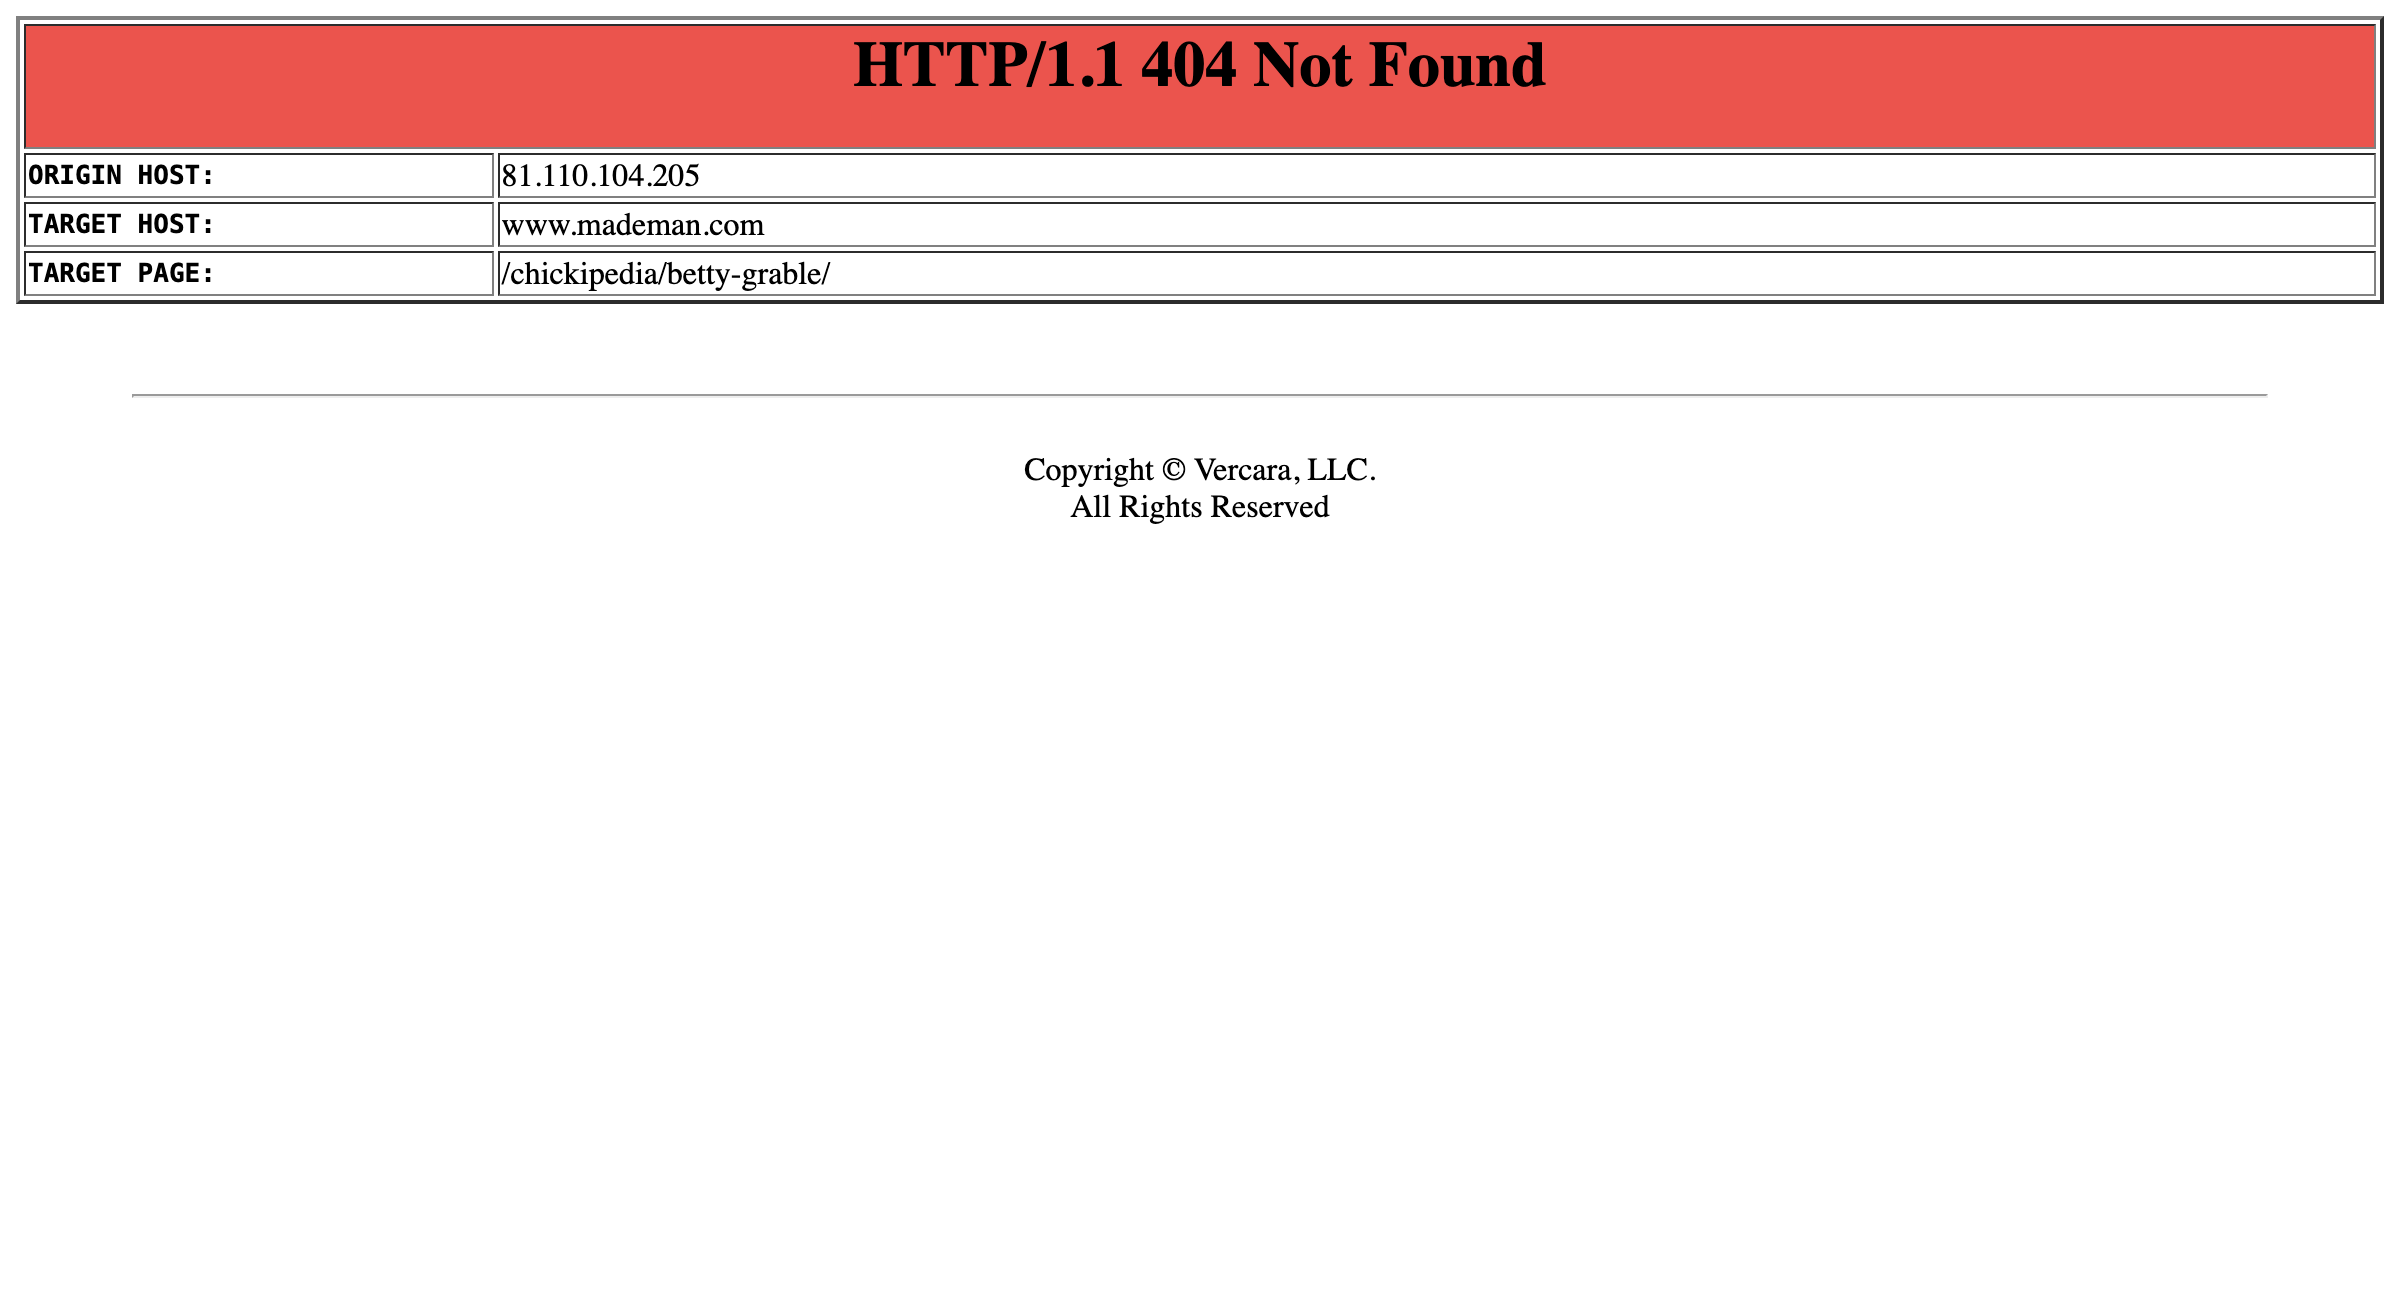 HTTP/1.1 404 Not Found
ORIGIN HOST: 81.110.104.205
TARGET HOST: www.mademan.com
TARGET PAGE: /chickipedia/betty-grable/
Copyright © Vercara, LLC.
All Rights Reserved